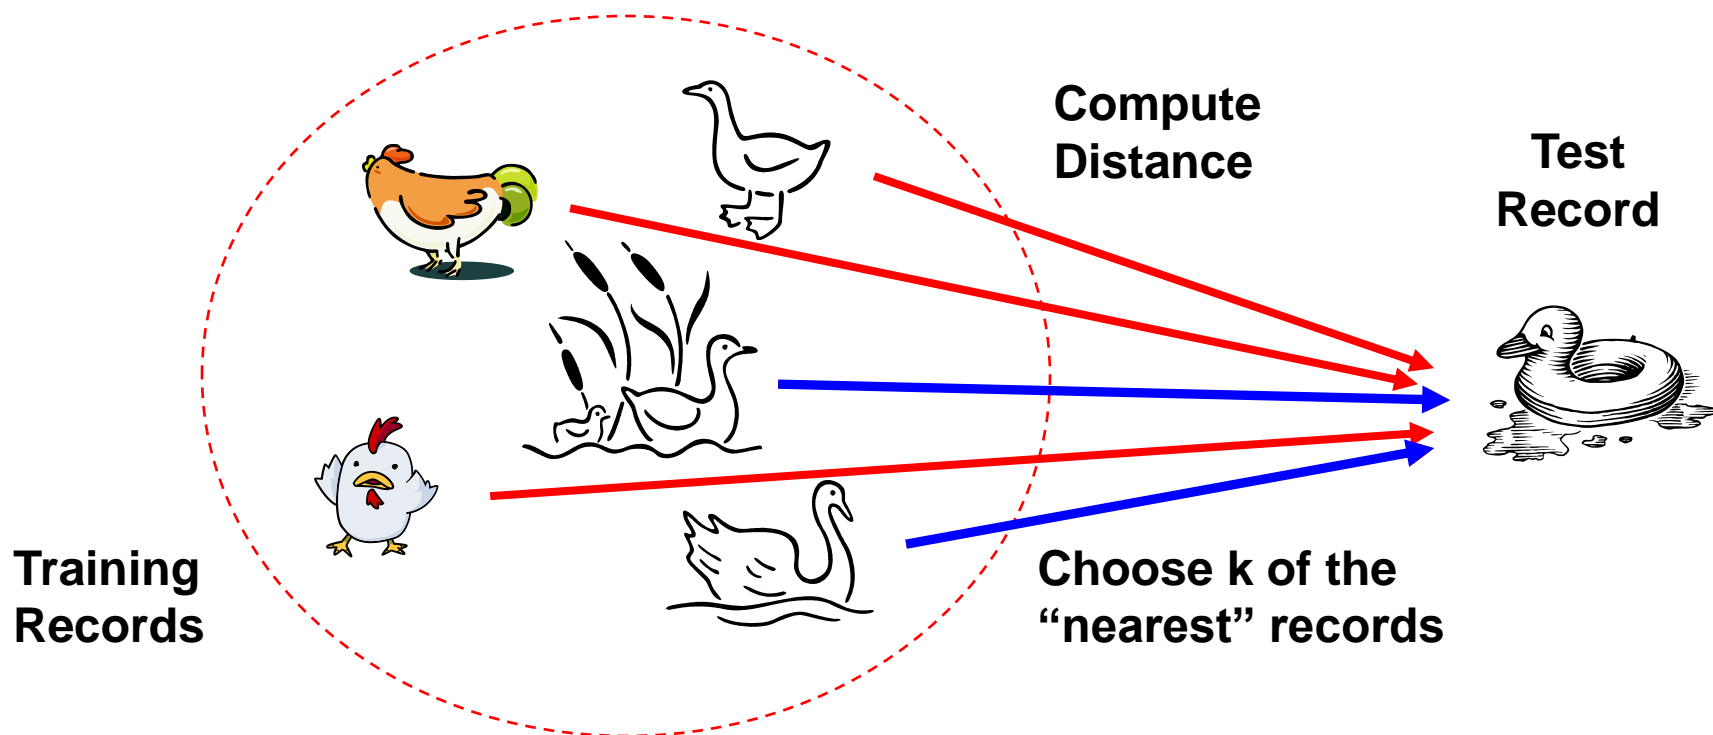 Compute
Distance
Test
Record
Training
Records
Choose k of the
“nearest” records